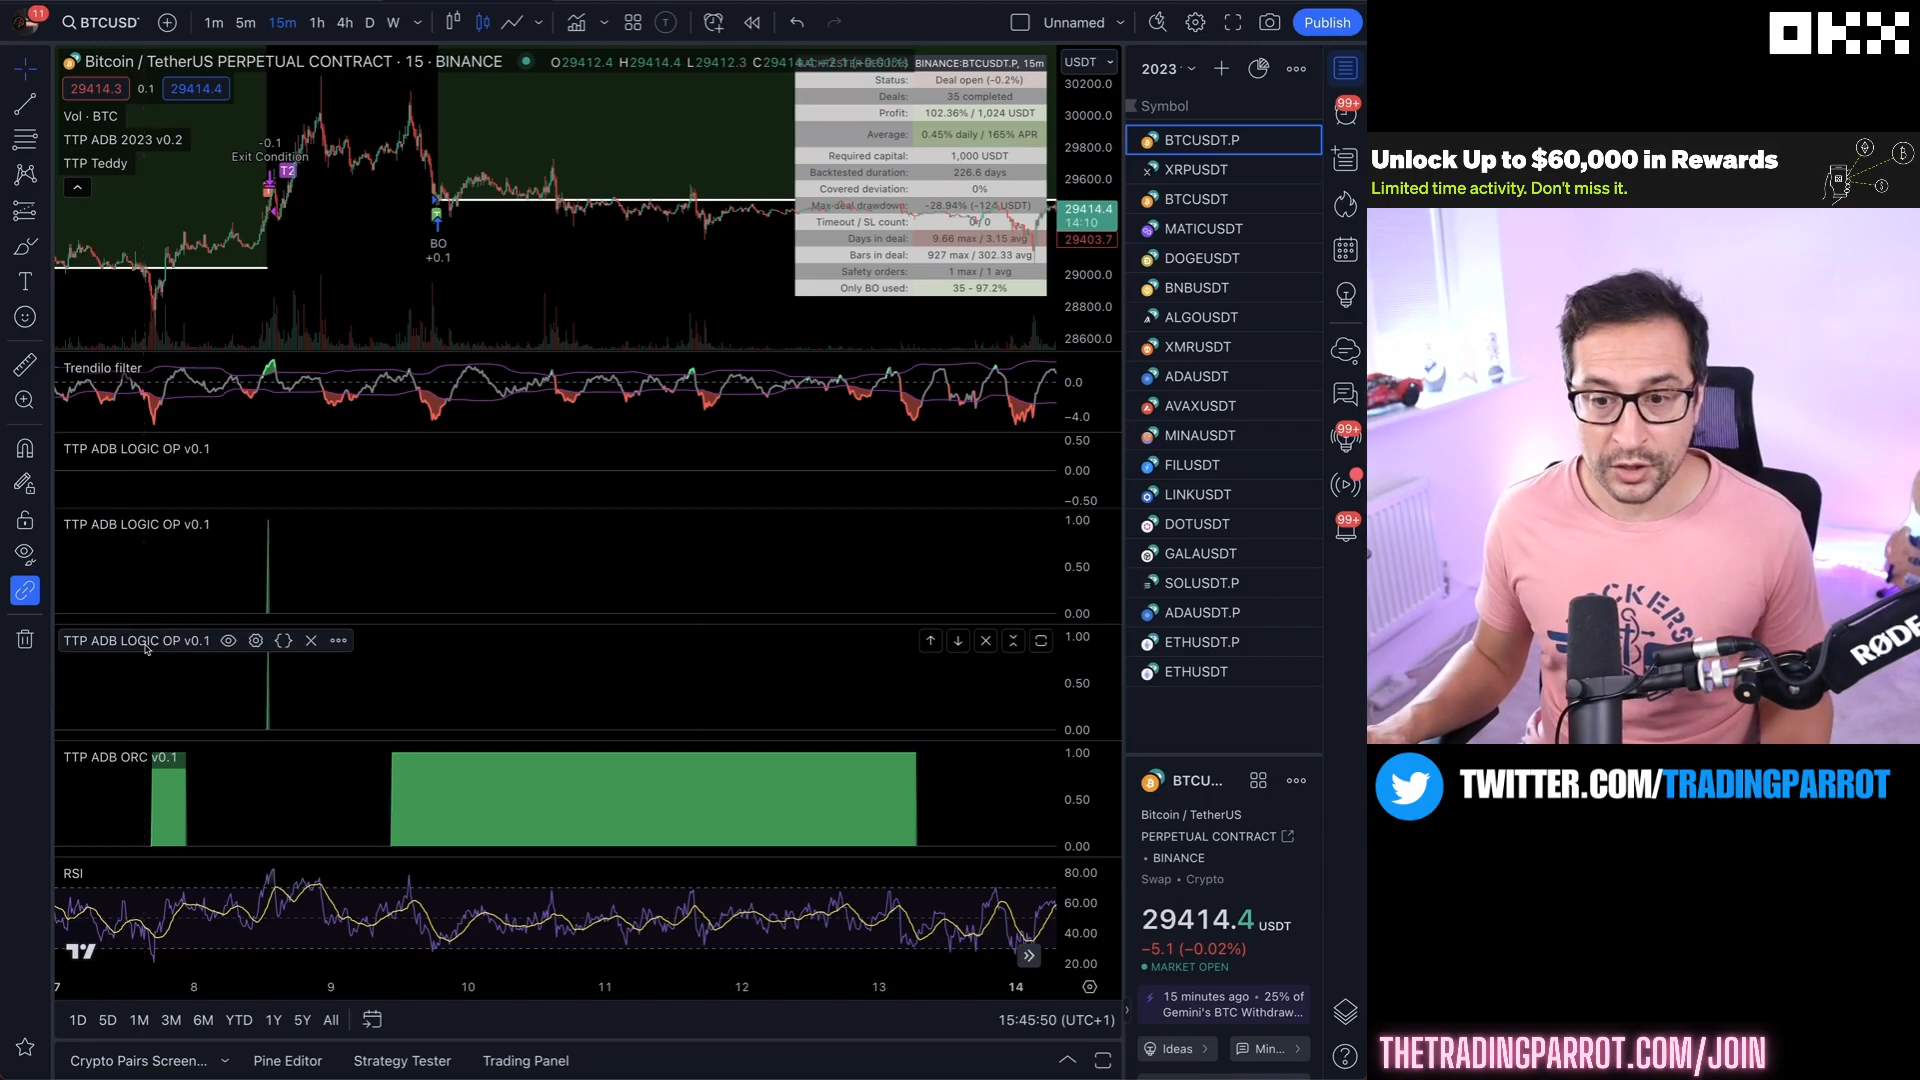 11
BTCUSDT
1m 5m 15m 1h 4h D W
Unnamed
Publish
Bitcoin / TetherUS PERPETUAL CONTRACT · 15 · BINANCE
O29412.4 H29414.4 L29412.3
29414.3 0.1 29414.4
Vol · BTC
TTP ADB 2023 v0.2
TTP Teddy
-0.1
Exit Condition
T2
BO
+0.1
BINANCE:BTCUSDT.P, 15m
Status: Deal open (-0.2%)
Deals: 35 completed
Profit: 102.36% / 1,024 USDT
Average: 0.45% daily / 165% APR
Required capital: 1,000 USDT
Backtested duration: 226.6 days
Covered deviation: 0%
Max deal drawdown: -28.94% (-124 USDT)
Timeout / SL count: 0 / 0
Days in deal: 9.66 max / 3.15 avg
Bars in deal: 927 max / 302.33 avg
Safety orders: 1 max / 1 avg
Only BO used: 35 - 97.2%
USDT
30200.0
30000.0
29800.0
29600.0
29414.4
14:10
29403.7
29000.0
28800.0
28600.0
Trendilo filter
0.0
−4.0
TTP ADB LOGIC OP v0.1
0.50
0.00
−0.50
TTP ADB LOGIC OP v0.1
1.00
0.50
0.00
TTP ADB LOGIC OP v0.1
1.00
0.50
0.00
TTP ADB ORC v0.1
1.00
0.50
0.00
RSI
80.00
60.00
40.00
20.00
7 8 9 10 11 12 13 14
1D 5D 1M 3M 6M YTD 1Y 5Y All
15:45:50 (UTC+1)
Crypto Pairs Screen...
Pine Editor
Strategy Tester
Trading Panel
2023
Symbol
BTCUSDT.P
XRPUSDT
BTCUSDT
MATICUSDT
DOGEUSDT
BNBUSDT
ALGOUSDT
XMRUSDT
ADAUSDT
AVAXUSDT
MINAUSDT
FILUSDT
LINKUSDT
DOTUSDT
GALAUSDT
SOLUSDT.P
ADAUSDT.P
ETHUSDT.P
ETHUSDT
BTCU...
Bitcoin / TetherUS
PERPETUAL CONTRACT
• BINANCE
Swap • Crypto
29414.4 USDT
−5.1 (−0.02%)
MARKET OPEN
15 minutes ago • 25% of
Gemini's BTC Withdraw...
Ideas
Min...
99+
99+
99+
OKX
Unlock Up to $60,000 in Rewards
Limited time activity. Don't miss it.
CKERS
RØDE
TWITTER.COM/TRADINGPARROT
THETRADINGPARROT.COM/JOIN